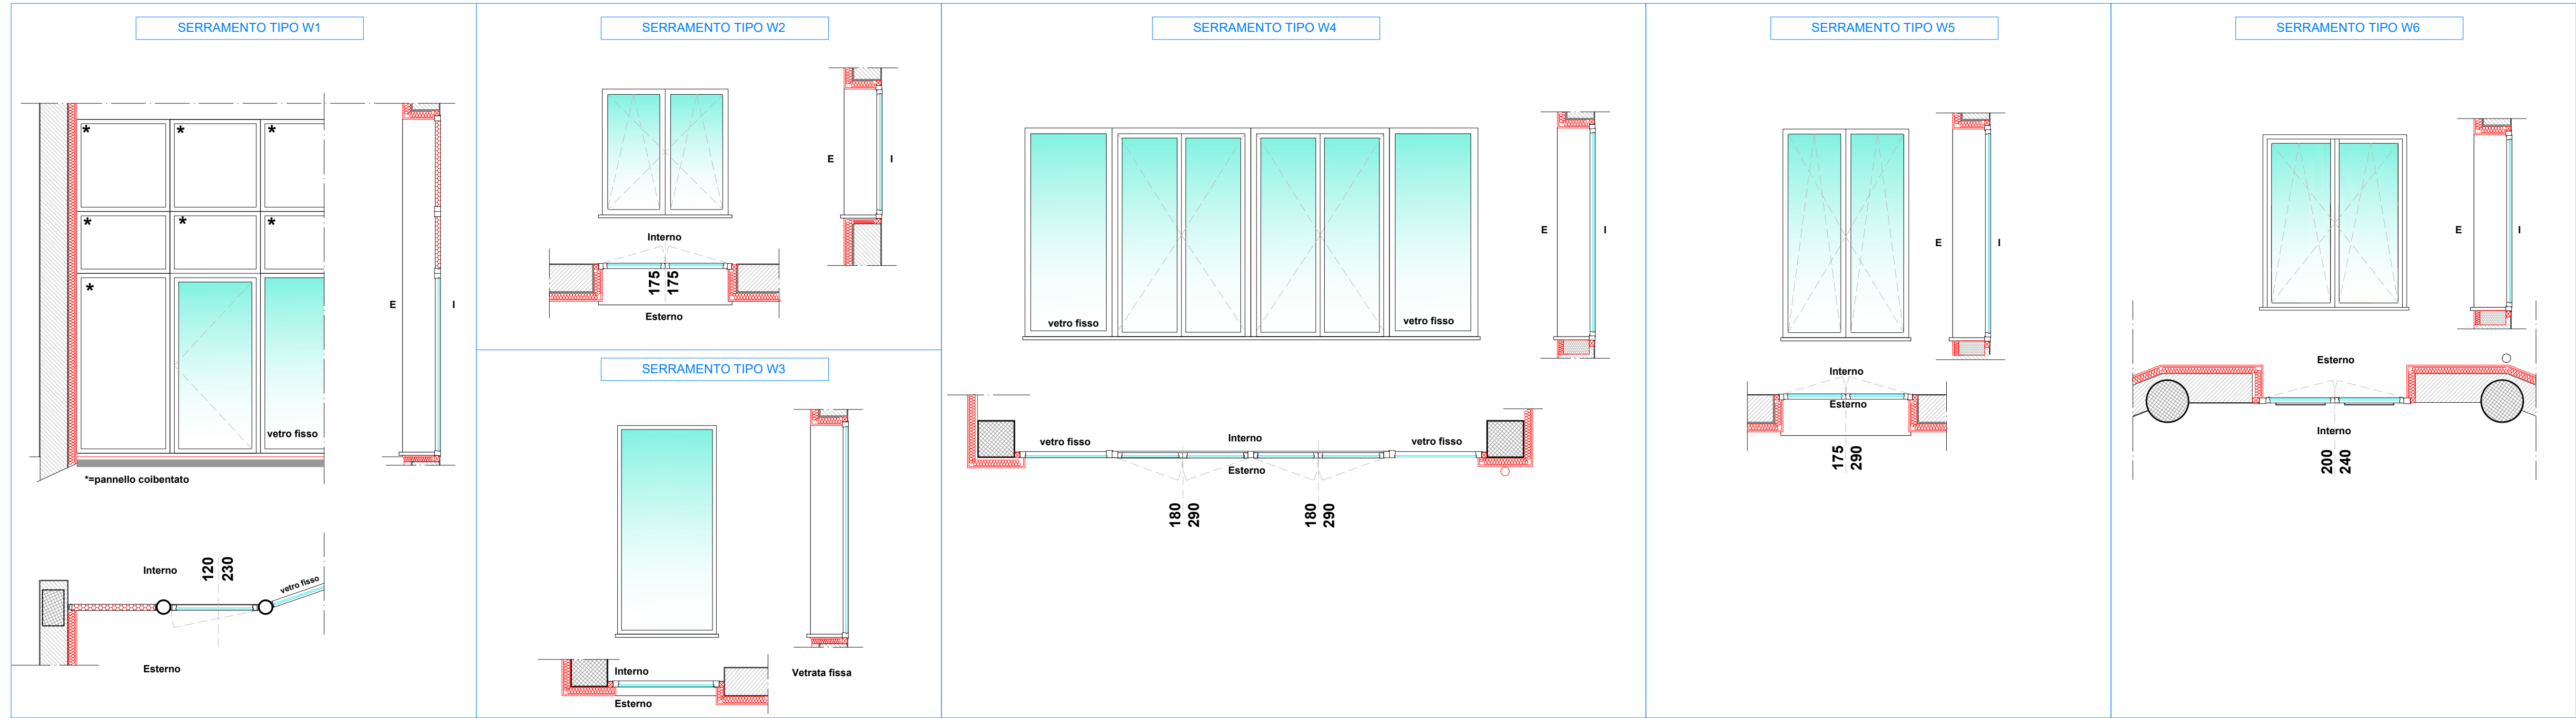 SERRAMENTO TIPO W1
*
*
*
*
*
*
*
vetro fisso
E
I
*=pannello coibentato
Interno
120
230
vetro fisso
Esterno
SERRAMENTO TIPO W2
E
I
Interno
175
175
Esterno
SERRAMENTO TIPO W3
Interno
Esterno
Vetrata fissa
SERRAMENTO TIPO W4
vetro fisso
vetro fisso
E
I
vetro fisso
Interno
vetro fisso
Esterno
180
290
180
290
SERRAMENTO TIPO W5
E
I
Interno
Esterno
175
290
SERRAMENTO TIPO W6
E
I
Esterno
Interno
200
240